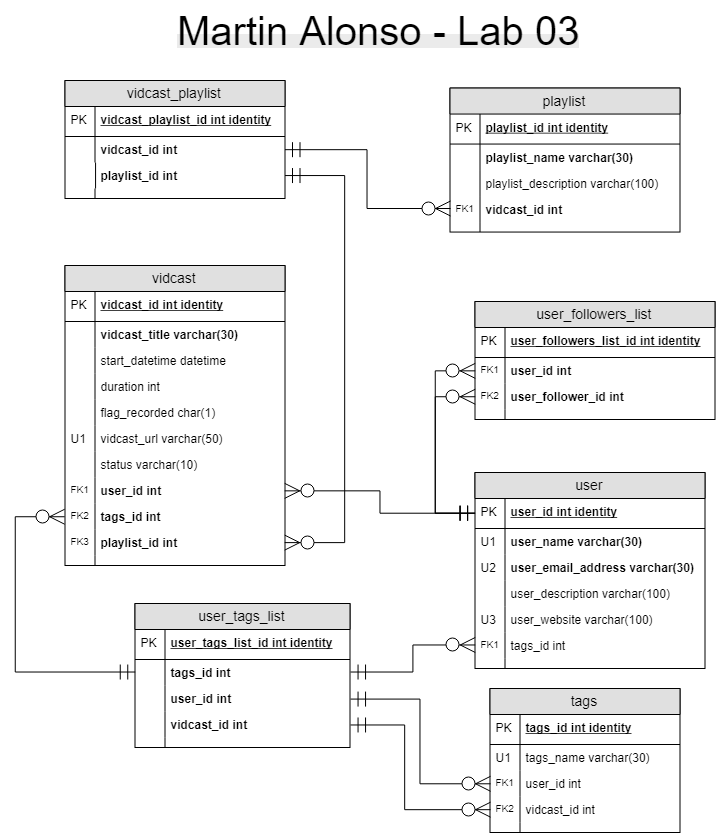 Martin Alonso - Lab 03
vidcast_playlist
PK vidcast_playlist_id int identity
vidcast_id int
playlist_id int
playlist
PK playlist_id int identity
playlist_name varchar(30)
playlist_description varchar(100)
FK1 vidcast_id int
vidcast
PK vidcast_id int identity
vidcast_title varchar(30)
start_datetime datetime
duration int
flag_recorded char(1)
U1 vidcast_url varchar(50)
status varchar(10)
FK1 user_id int
FK2 tags_id int
FK3 playlist_id int
user_followers_list
PK user_followers_list_id int identity
FK1 user_id int
FK2 user_follower_id int
user
PK user_id int identity
U1 user_name varchar(30)
U2 user_email_address varchar(30)
user_description varchar(100)
U3 user_website varchar(100)
FK1 tags_id int
user_tags_list
PK user_tags_list_id int identity
tags_id int
user_id int
vidcast_id int
tags
PK tags_id int identity
U1 tags_name varchar(30)
FK1 user_id int
FK2 vidcast_id int